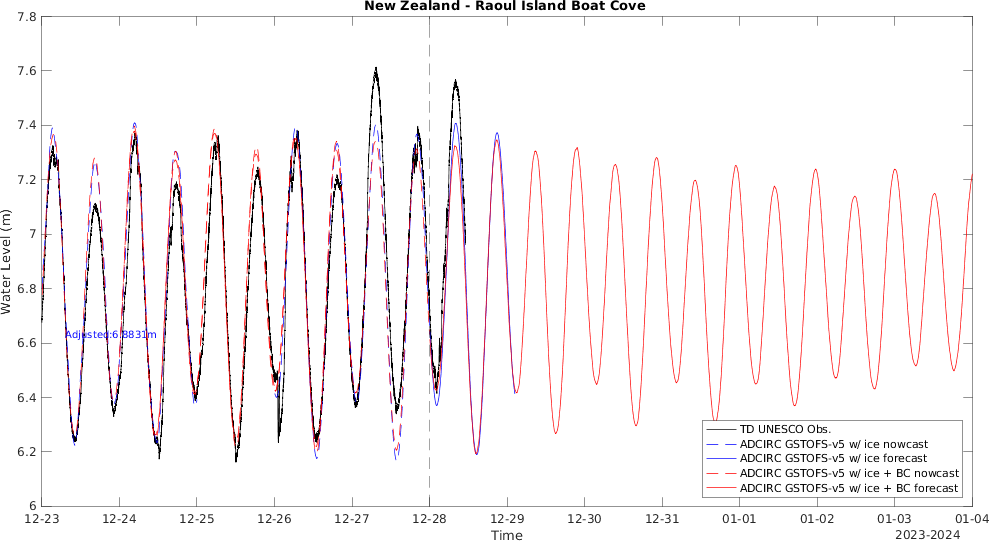 New Zealand - Raoul Island Boat Cove
7.8
7.6
7.4
7.2
7
6.8
6.6
6.4
6.2
6
Water Level (m)
Adjusted:6.8831m
TD UNESCO Obs.
ADCIRC GSTOFS-v5 w/ ice nowcast
ADCIRC GSTOFS-v5 w/ ice forecast
ADCIRC GSTOFS-v5 w/ ice + BC nowcast
ADCIRC GSTOFS-v5 w/ ice + BC forecast
12-23 12-24 12-25 12-26 12-27 12-28 12-29 12-30 12-31 01-01 01-02 01-03 01-04
Time
2023-2024